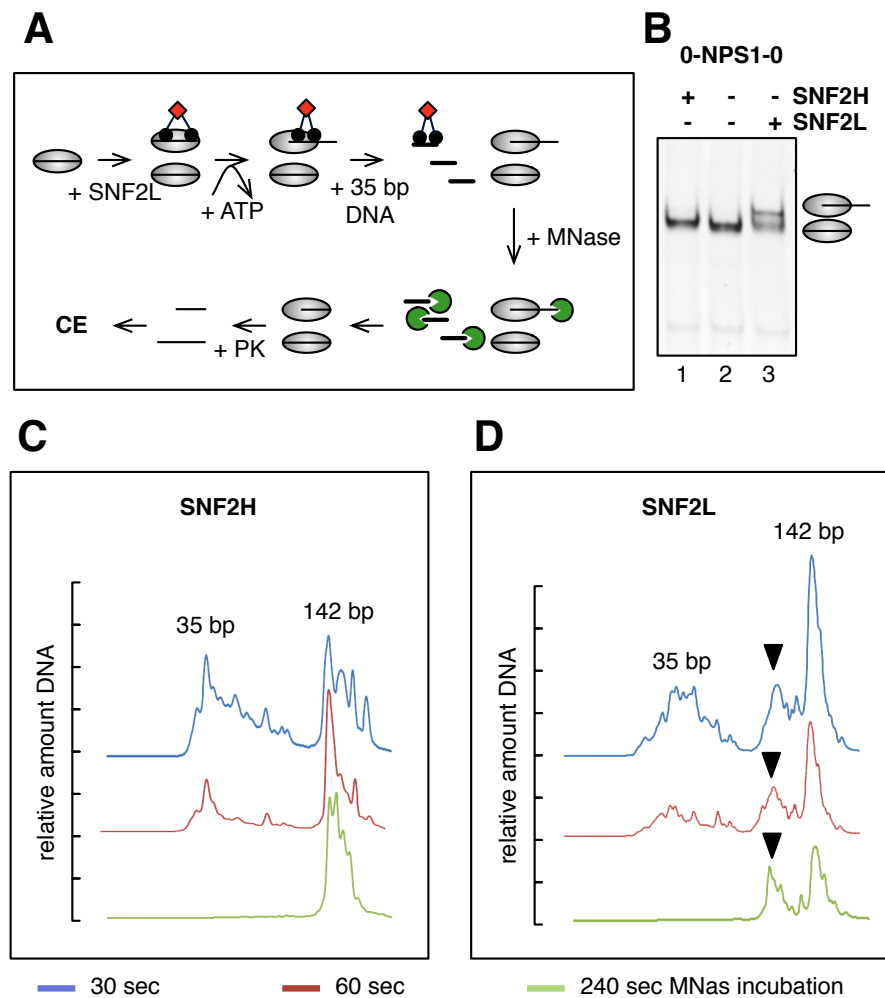 A
+ SNF2L
+ ATP
+ 35 bp
DNA
+ MNase
+ PK
CE
B
0-NPS1-0
+ - - SNF2H
- - + SNF2L
1 2 3
C
SNF2H
relative amount DNA
35 bp
142 bp
D
SNF2L
relative amount DNA
35 bp
142 bp
30 sec
60 sec
240 sec MNas incubation